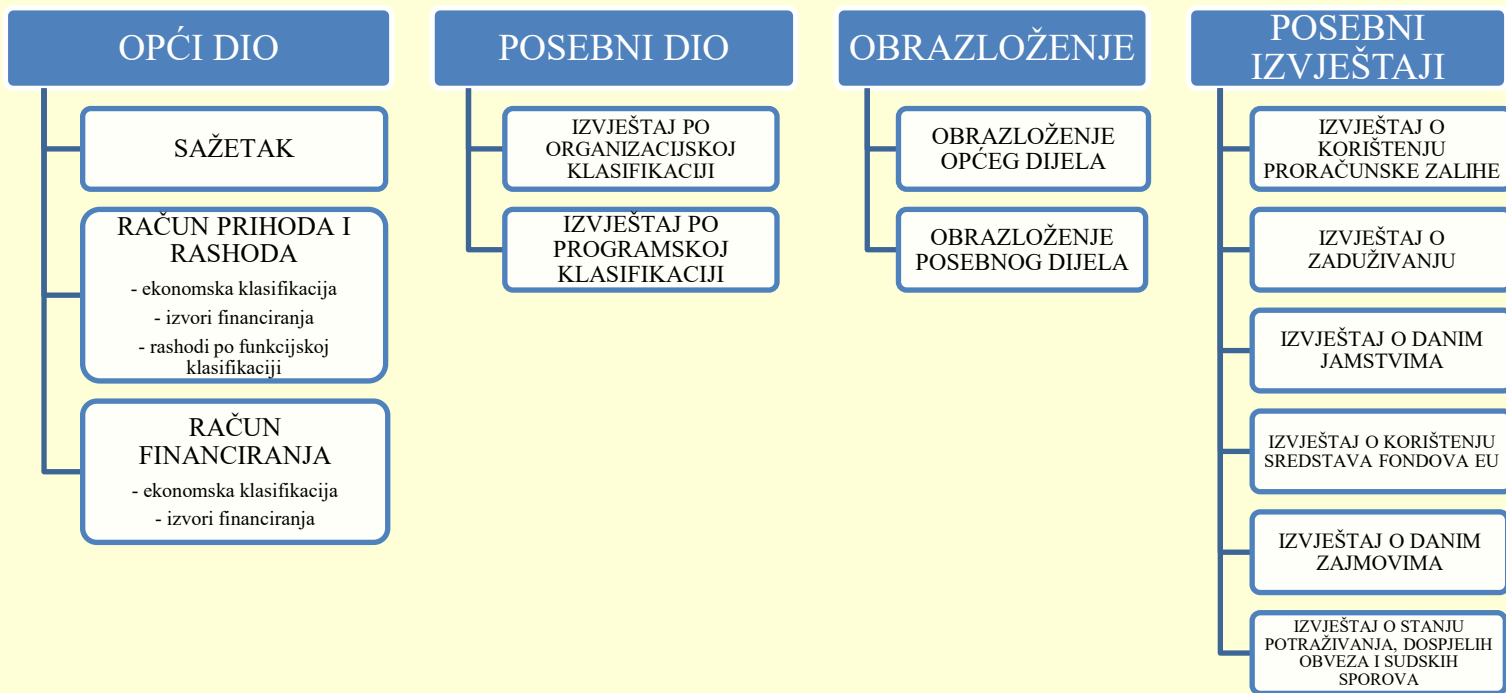 OPĆI DIO
SAŽETAK
RAČUN PRIHODA I
RASHODA
- ekonomska klasifikacija
- izvori financiranja
- rashodi po funkcijskoj
klasifikaciji
RAČUN
FINANCIRANJA
- ekonomska klasifikacija
- izvori financiranja
POSEBNI DIO
IZVJEŠTAJ PO
ORGANIZACIJSKOJ
KLASIFIKACIJI
IZVJEŠTAJ PO
PROGRAMSKOJ
KLASIFIKACIJI
OBRAZLOŽENJE
OBRAZLOŽENJE
OPĆEG DIJELA
OBRAZLOŽENJE
POSEBNOG DIJELA
POSEBNI
IZVJEŠTAJI
IZVJEŠTAJ O
KORIŠTENJU
PRORAČUNSKE ZALIHE
IZVJEŠTAJ O
ZADUŽIVANJU
IZVJEŠTAJ O DANIM
JAMSTVIMA
IZVJEŠTAJ O KORIŠTENJU
SREDSTAVA FONDOVA EU
IZVJEŠTAJ O DANIM
ZAJMOVIMA
IZVJEŠTAJ O STANJU
POTRAŽIVANJA, DOSPJELIH
OBVEZA I SUDSKIH
SPOROVA